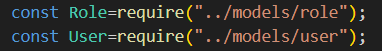 const Role=require("../models/role");
const User=require("../models/user");